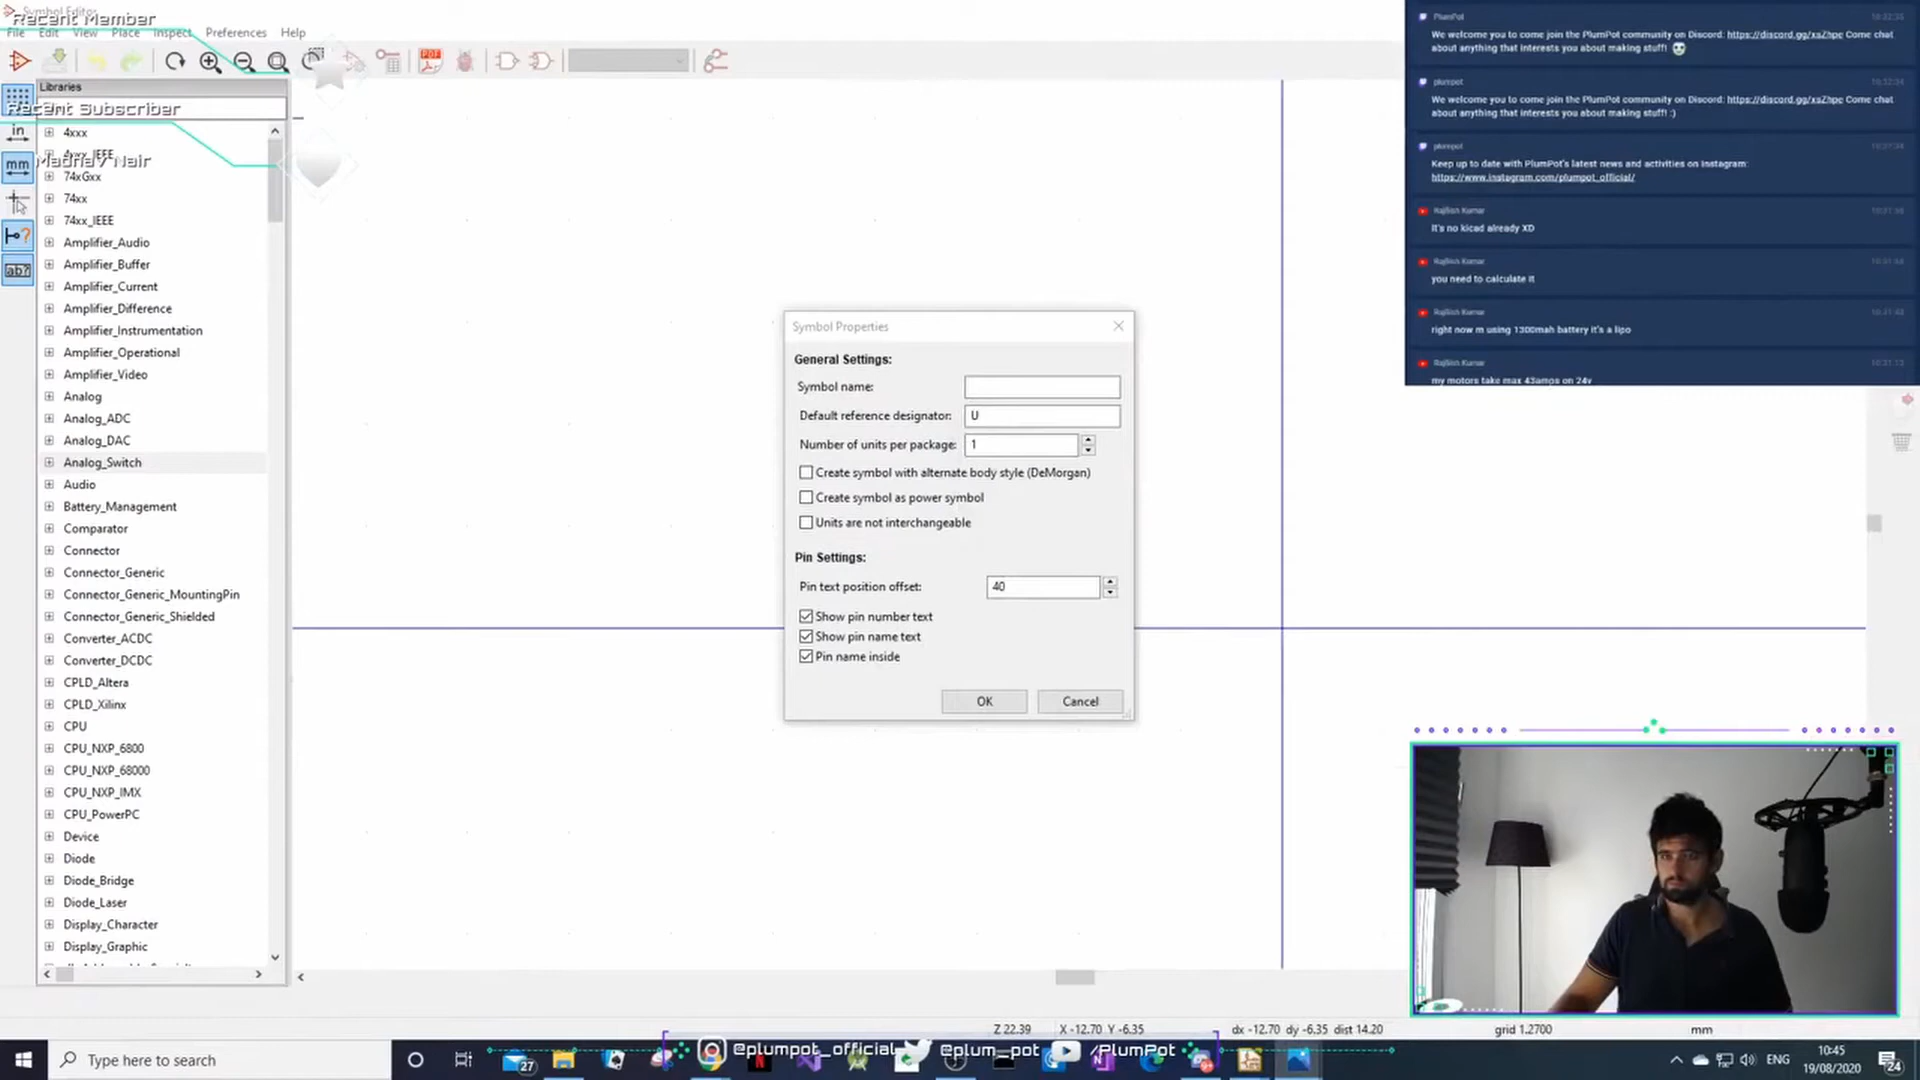 Symbol Editor
Recent Member
File Edit View Place Inspect Preferences Help
Libraries
Recent Subscriber
in
4xxx
4xxx_IEEE
Madhav Nair
mm
74xGxx
74xx
74xx_IEEE
Amplifier_Audio
Amplifier_Buffer
Amplifier_Current
Amplifier_Difference
Amplifier_Instrumentation
Amplifier_Operational
Amplifier_Video
Analog
Analog_ADC
Analog_DAC
Analog_Switch
Audio
Battery_Management
Comparator
Connector
Connector_Generic
Connector_Generic_MountingPin
Connector_Generic_Shielded
Converter_ACDC
Converter_DCDC
CPLD_Altera
CPLD_Xilinx
CPU
CPU_NXP_6800
CPU_NXP_68000
CPU_NXP_IMX
CPU_PowerPC
Device
Diode
Diode_Bridge
Diode_Laser
Display_Character
Display_Graphic
PDF
ab?
Symbol Properties
General Settings:
Symbol name:
Default reference designator: U
Number of units per package: 1
Create symbol with alternate body style (DeMorgan)
Create symbol as power symbol
Units are not interchangeable
Pin Settings:
Pin text position offset: 40
Show pin number text
Show pin name text
Pin name inside
OK Cancel
PlumPot
We welcome you to come join the PlumPot community on Discord: https://discord.gg/xsZhpc Come chat
about anything that interests you about making stuff!
plumpot
We welcome you to come join the PlumPot community on Discord: https://discord.gg/xsZhpc Come chat
about anything that interests you about making stuff! :)
plumpot
Keep up to date with PlumPot's latest news and activities on Instagram:
https://www.instagram.com/plumpot_official/
It's no kicad already XD
you need to calculate it
right now m using 1300mah battery it's a lipo
my motors take max 43amps on 24v
Z 22.39 X -12.70 Y -6.35 dx -12.70 dy -6.35 dist 14.20 grid 1.2700 mm
Type here to search
27
@plumpot_official @plum_pot /PlumPot
ENG
10:45
19/08/2020
24